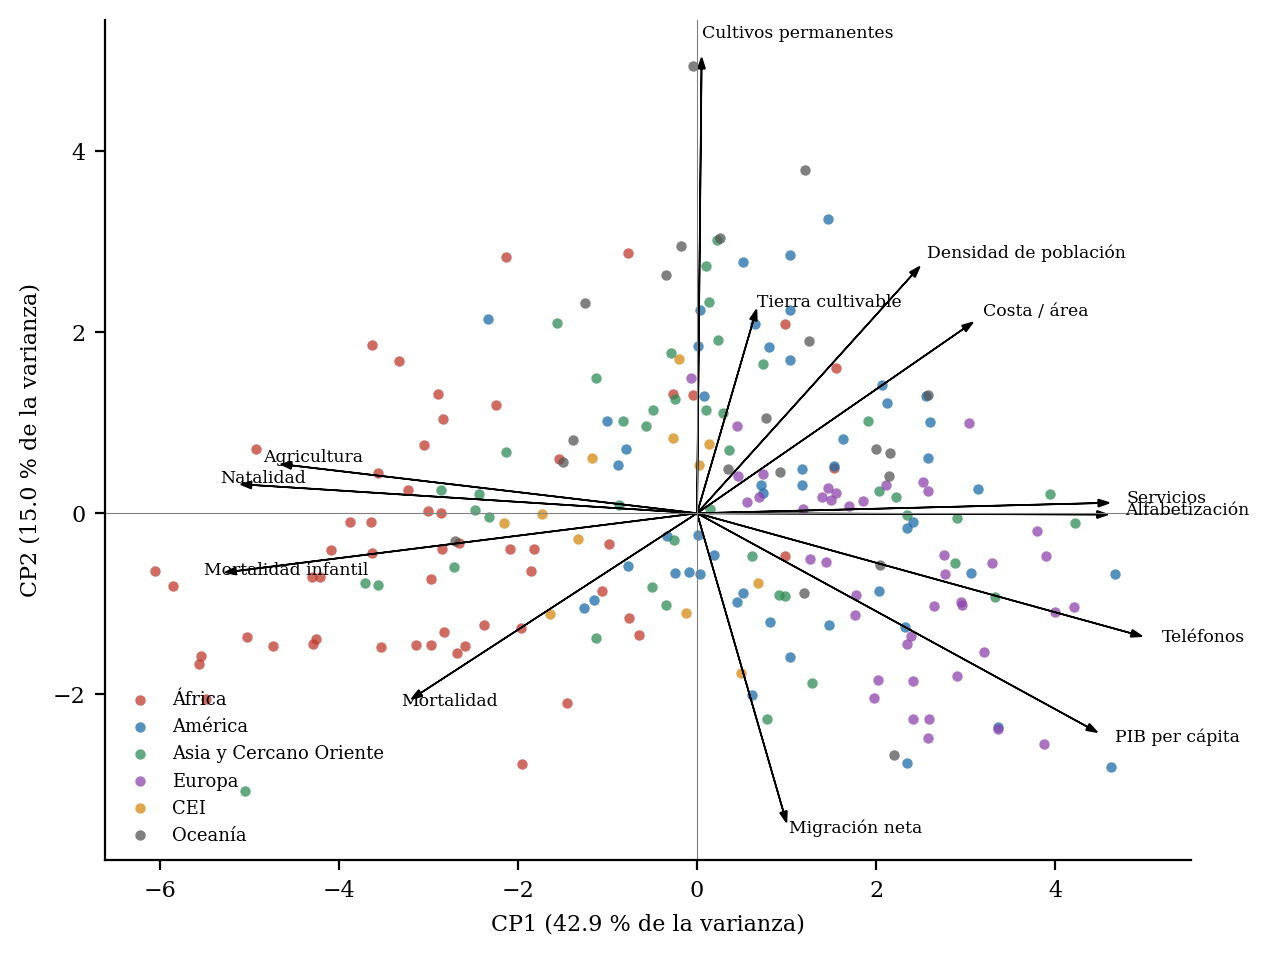 Cultivos permanentes
Densidad de población
Tierra cultivable
Costa / área
Agricultura
Natalidad
Servicios
Alfabetización
Mortalidad infantil
Teléfonos
Mortalidad
PIB per cápita
Migración neta
África
América
Asia y Cercano Oriente
Europa
CEI
Oceanía
4
2
0
−2
−6
−4
−2
0
2
4
CP1 (42.9 % de la varianza)
CP2 (15.0 % de la varianza)